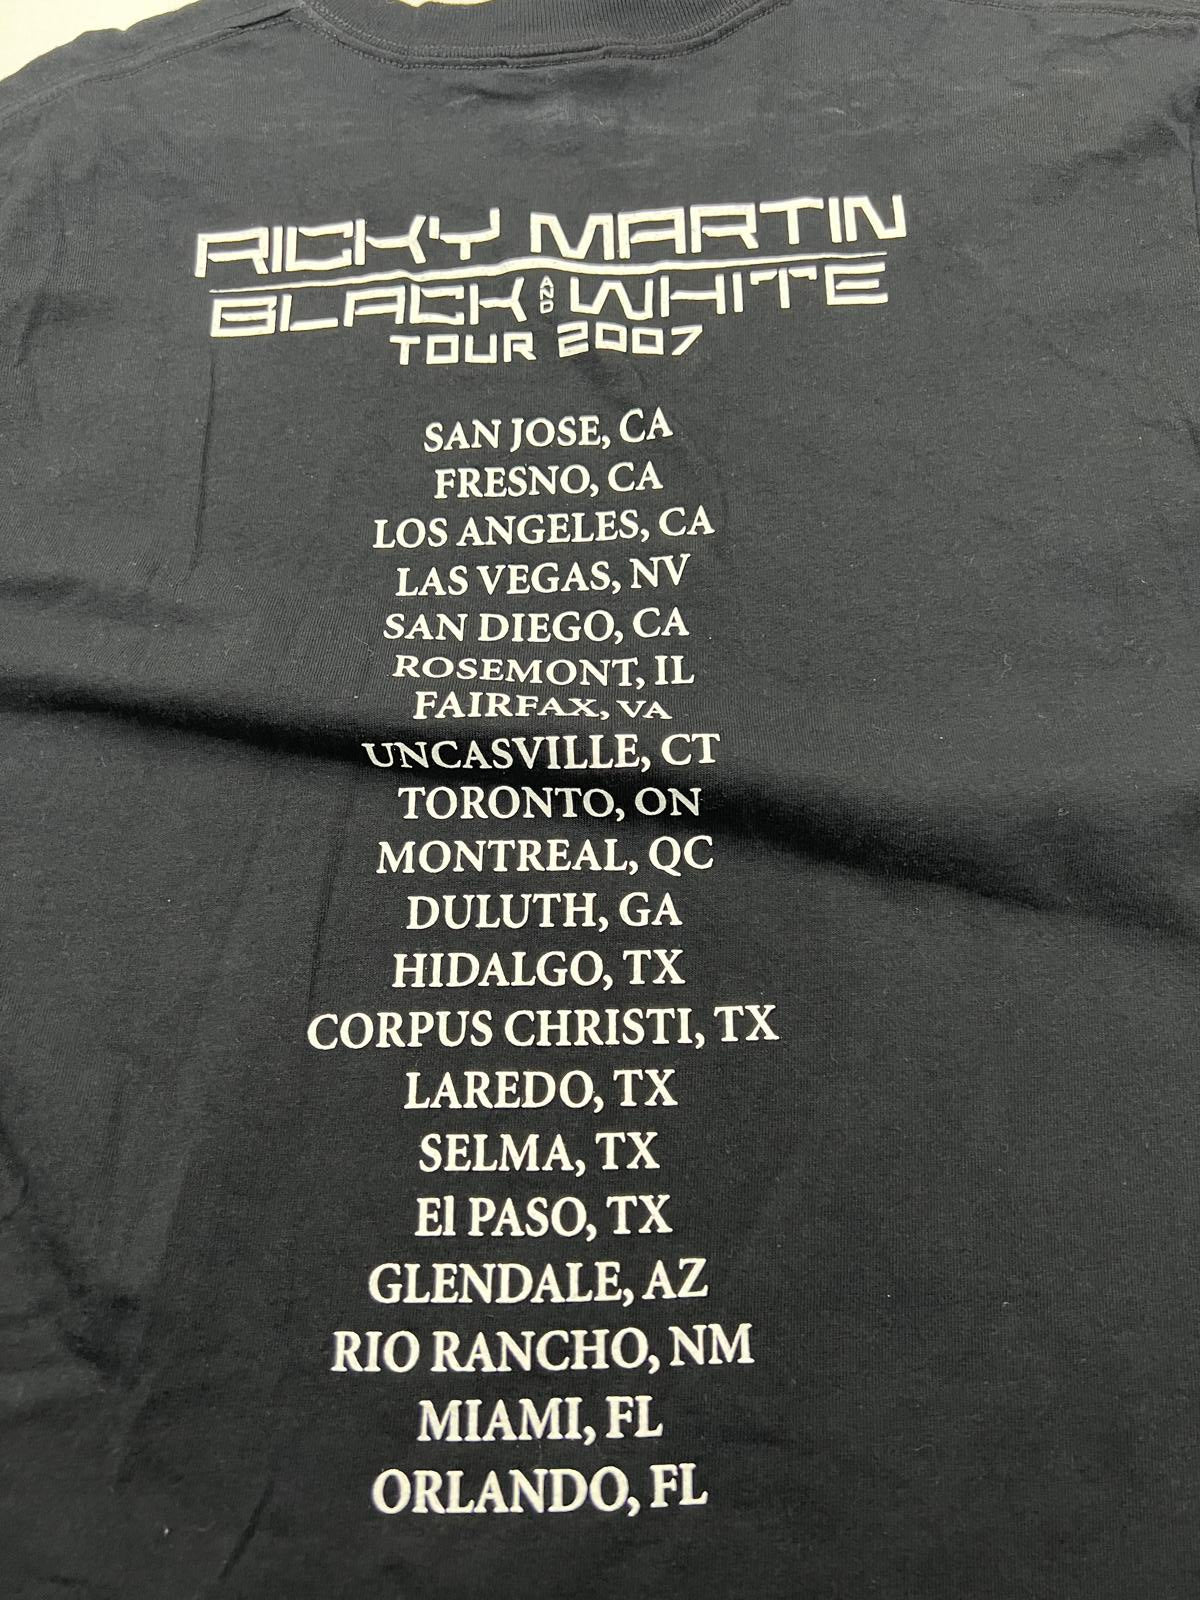 RICKY MARTIN
BLACK AND WHITE
TOUR 2007
SAN JOSE, CA
FRESNO, CA
LOS ANGELES, CA
LAS VEGAS, NV
SAN DIEGO, CA
ROSEMONT, IL
FAIRFAX, VA
UNCASVILLE, CT
TORONTO, ON
MONTREAL, QC
DULUTH, GA
HIDALGO, TX
CORPUS CHRISTI, TX
LAREDO, TX
SELMA, TX
El PASO, TX
GLENDALE, AZ
RIO RANCHO, NM
MIAMI, FL
ORLANDO, FL